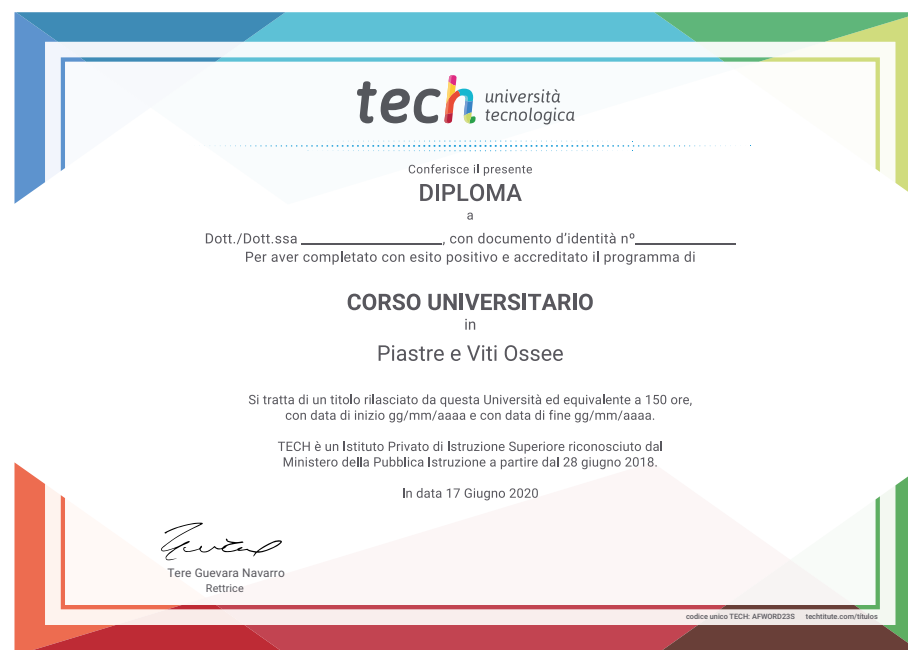 tech università
tecnologica
Conferisce il presente
DIPLOMA
a
Dott./Dott.ssa ____________________, con documento d'identità nº______________
Per aver completato con esito positivo e accreditato il programma di
CORSO UNIVERSITARIO
in
Piastre e Viti Ossee
Si tratta di un titolo rilasciato da questa Università ed equivalente a 150 ore,
con data di inizio gg/mm/aaaa e con data di fine gg/mm/aaaa.
TECH è un Istituto Privato di Istruzione Superiore riconosciuto dal
Ministero della Pubblica Istruzione a partire dal 28 giugno 2018.
In data 17 Giugno 2020
Tere Guevara Navarro
Rettrice
codice unico TECH: AFWORD23S techtitute.com/titulos